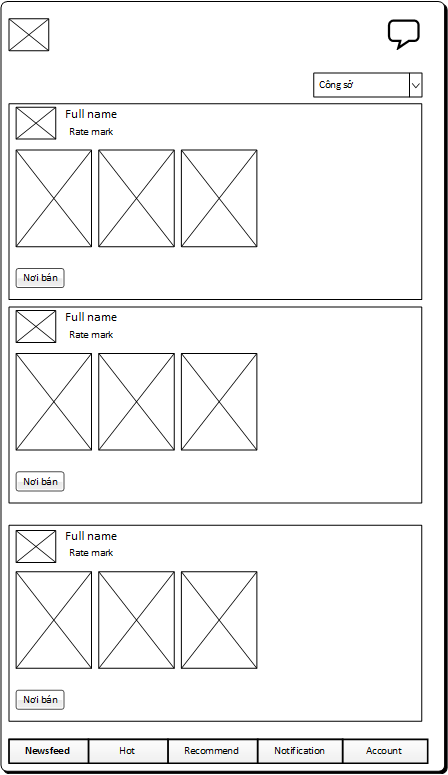 Công sở
Full name
Rate mark
Nơi bán
Full name
Rate mark
Nơi bán
Full name
Rate mark
Nơi bán
Newsfeed Hot Recommend Notification Account